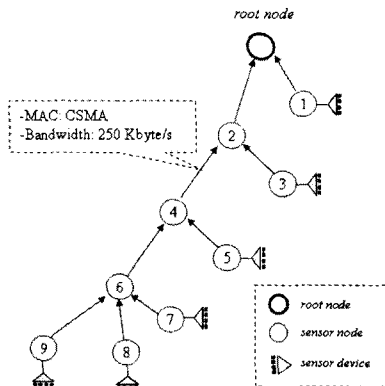 root node
1
-MAC: CSMA
-Bandwidth: 250 Kbyte/s
2
3
4
5
6
7
9
8
root node
sensor node
sensor device